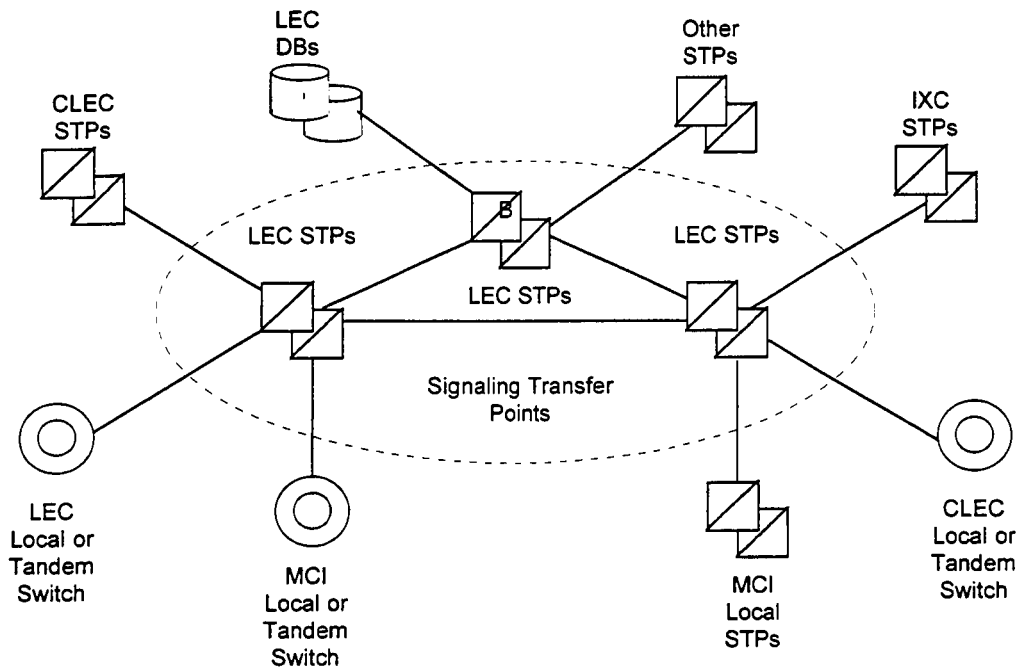 LEC
DBs
Other
STPs
CLEC
STPs
IXC
STPs
B
LEC STPs
LEC STPs
LEC STPs
Signaling Transfer
Points
LEC
Local or
Tandem
Switch
MCI
Local or
Tandem
Switch
MCI
Local
STPs
CLEC
Local or
Tandem
Switch